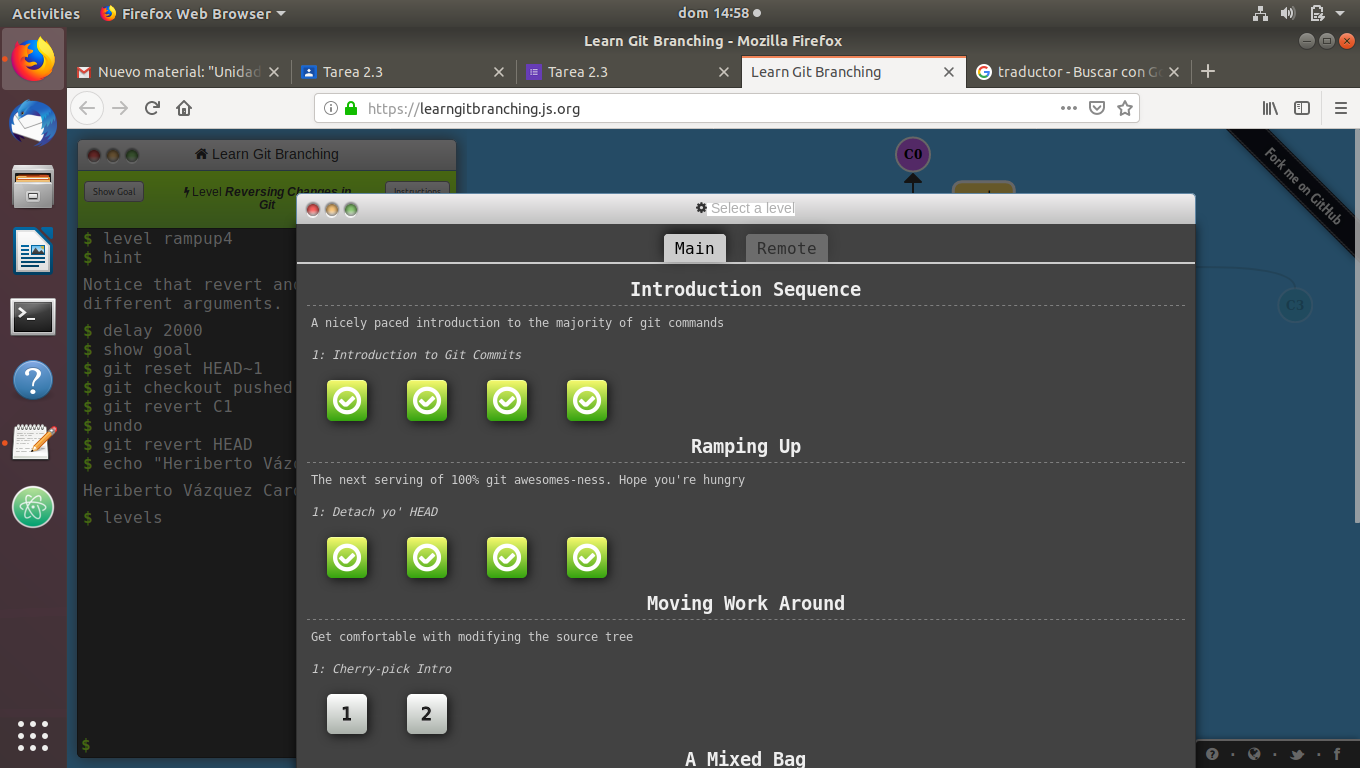 Activities
Firefox Web Browser
dom 14:58
Learn Git Branching - Mozilla Firefox
Nuevo material: "Unidad
Tarea 2.3
Tarea 2.3
Learn Git Branching
traductor - Buscar con Go
https://learngitbranching.js.org
Learn Git Branching
Show Goal
Level Reversing Changes in
Git
Instructions
$ level rampup4
$ hint
Notice that revert and
different arguments.
$ delay 2000
$ show goal
$ git reset HEAD~1
$ git checkout pushed
$ git revert C1
$ undo
$ git revert HEAD
$ echo "Heriberto Vázq
Heriberto Vázquez Card
$ levels
$
C0
C3
Fork me on GitHub
Select a level
Main
Remote
Introduction Sequence
A nicely paced introduction to the majority of git commands
1: Introduction to Git Commits
Ramping Up
The next serving of 100% git awesomes-ness. Hope you're hungry
1: Detach yo' HEAD
Moving Work Around
Get comfortable with modifying the source tree
1: Cherry-pick Intro
1
2
A Mixed Bag